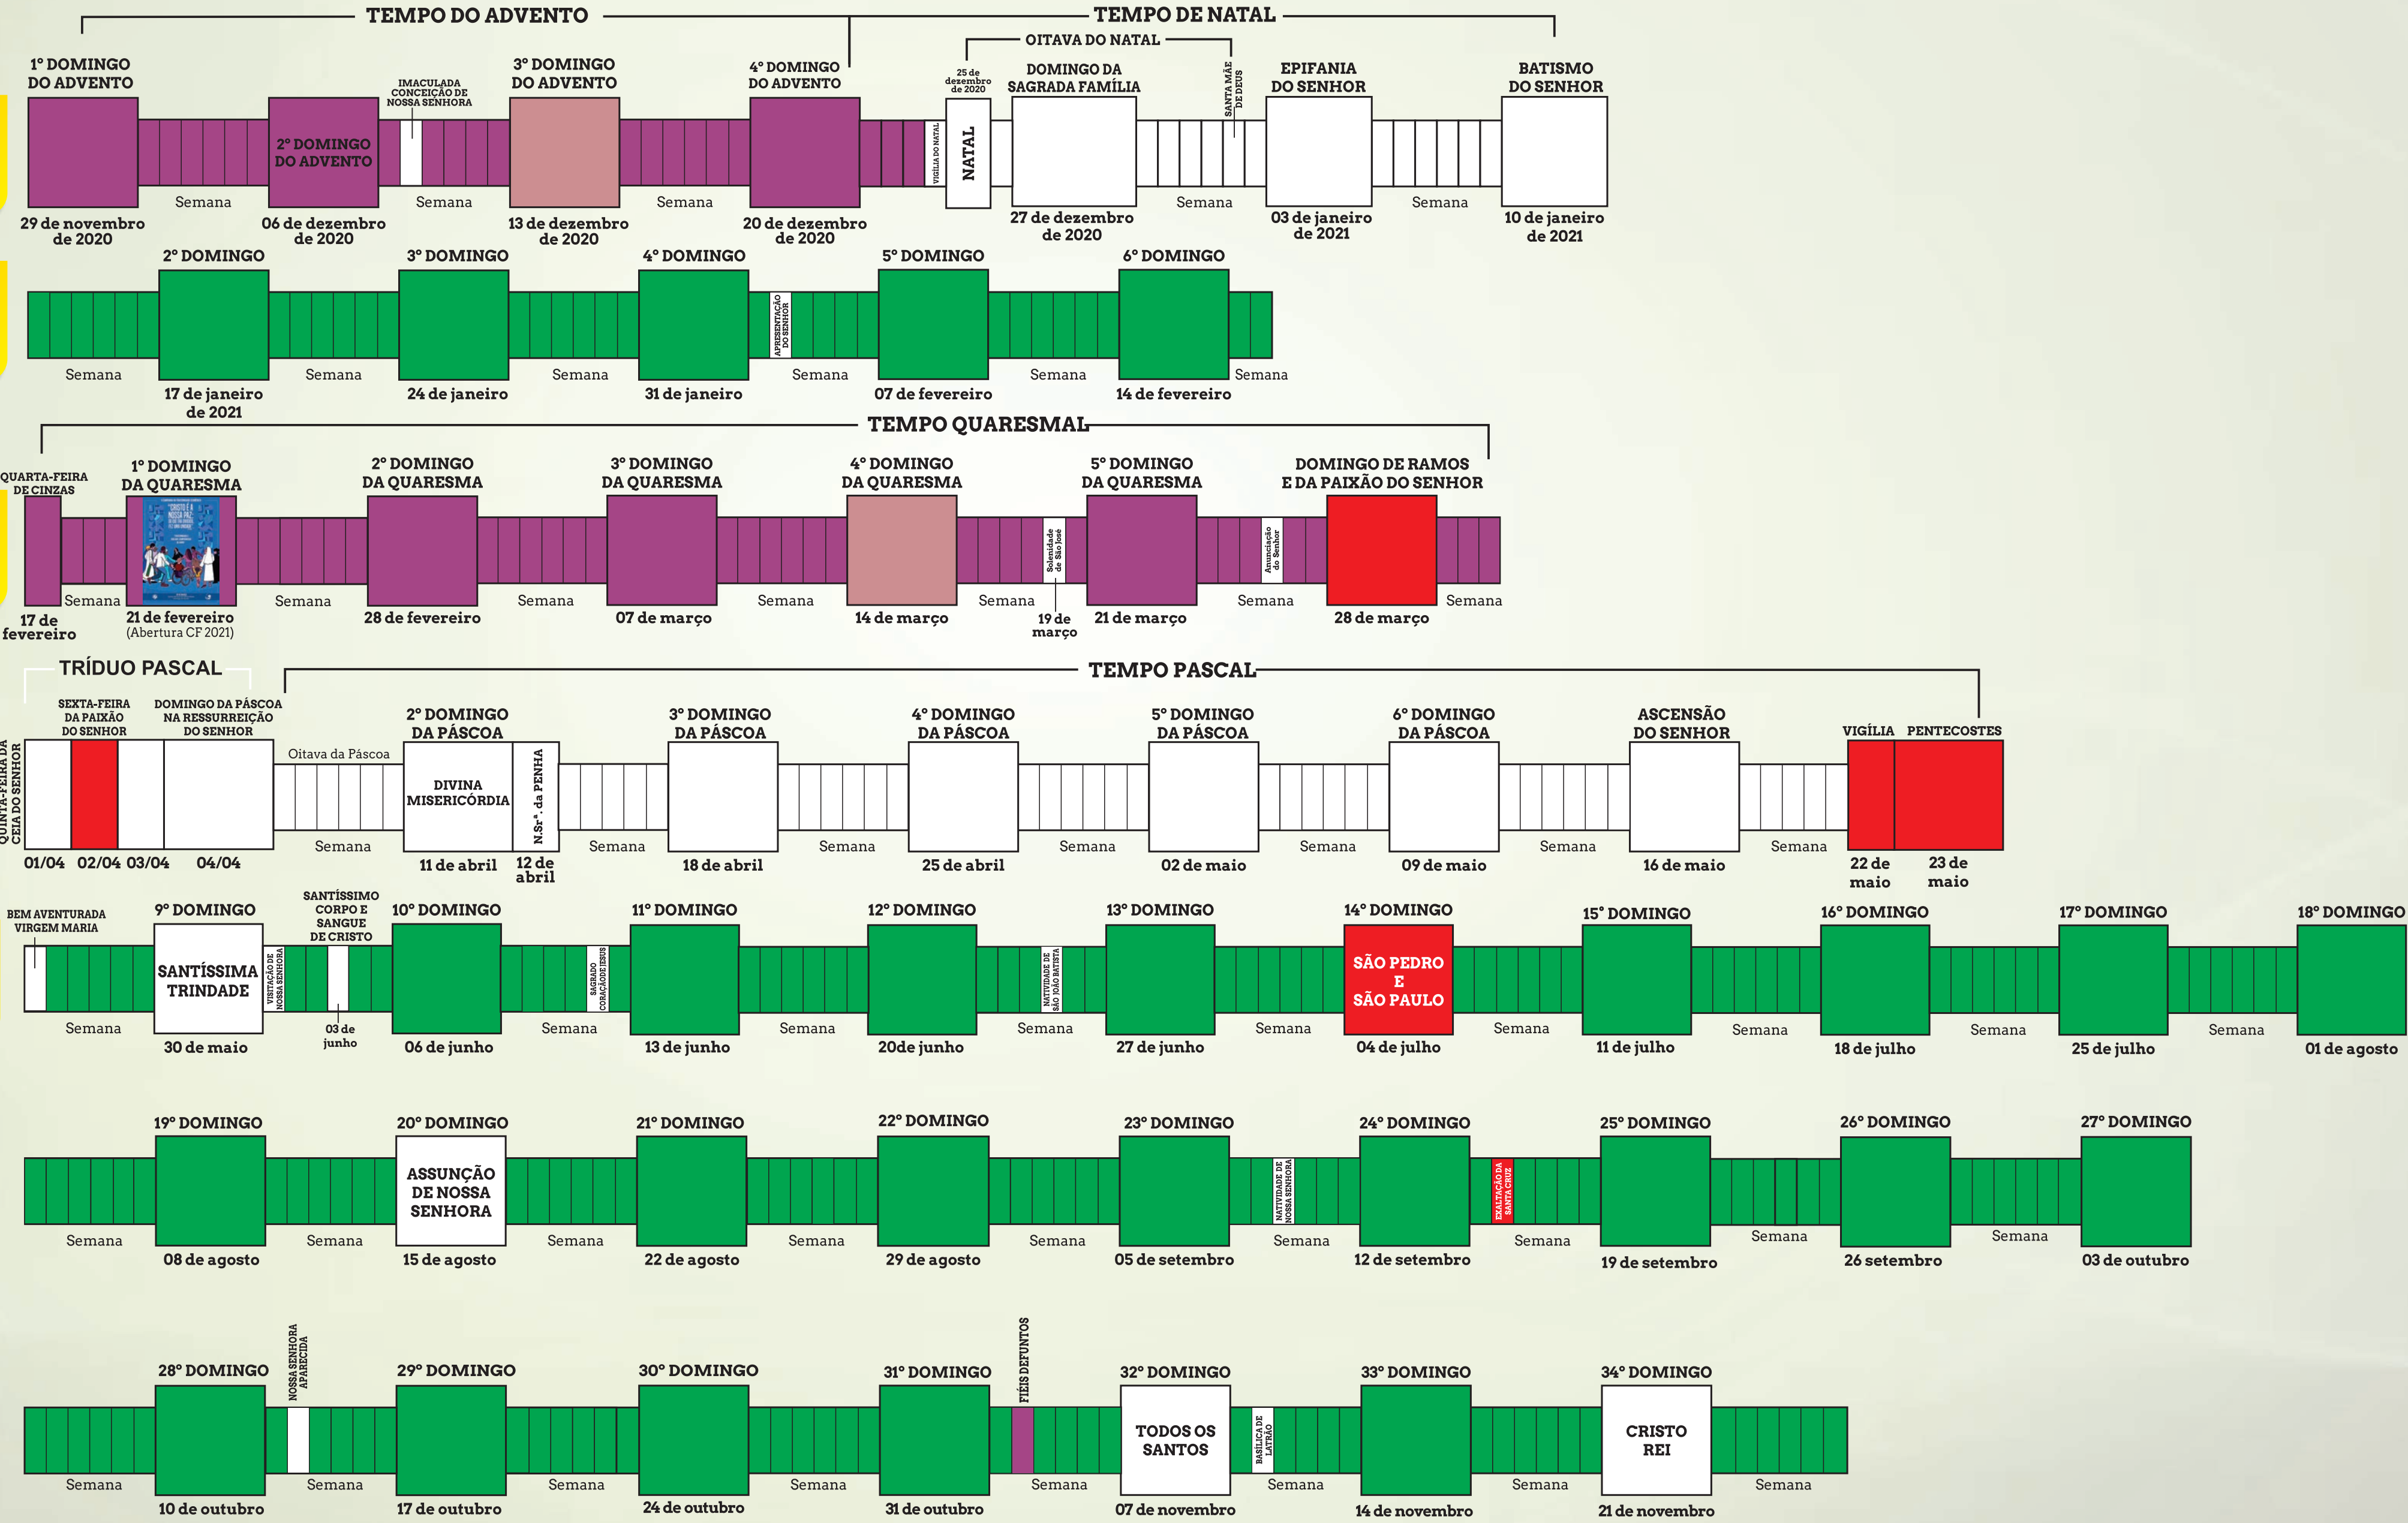 TEMPO DO ADVENTO
TEMPO DE NATAL
OITAVA DO NATAL
1º DOMINGO
DO ADVENTO
IMACULADA
CONCEIÇÃO DE
NOSSA SENHORA
3º DOMINGO
DO ADVENTO
4º DOMINGO
DO ADVENTO
25 de
dezembro
de 2020
DOMINGO DA
SAGRADA FAMÍLIA
SANTA MÃE
DE DEUS
EPIFANIA
DO SENHOR
BATISMO
DO SENHOR
2º DOMINGO
DO ADVENTO
VIGÍLIA DO NATAL
NATAL
Semana
Semana
Semana
Semana
Semana
29 de novembro
de 2020
06 de dezembro
de 2020
13 de dezembro
de 2020
20 de dezembro
de 2020
27 de dezembro
de 2020
03 de janeiro
de 2021
10 de janeiro
de 2021
2º DOMINGO
3º DOMINGO
4º DOMINGO
5º DOMINGO
6º DOMINGO
APRESENTAÇÃO
DO SENHOR
Semana
Semana
Semana
Semana
Semana
Semana
17 de janeiro
de 2021
24 de janeiro
31 de janeiro
07 de fevereiro
14 de fevereiro
TEMPO QUARESMAL
QUARTA-FEIRA
DE CINZAS
1º DOMINGO
DA QUARESMA
2º DOMINGO
DA QUARESMA
3º DOMINGO
DA QUARESMA
4º DOMINGO
DA QUARESMA
5º DOMINGO
DA QUARESMA
DOMINGO DE RAMOS
E DA PAIXÃO DO SENHOR
"CRISTO É A
NOSSA PAZ:
Solenidade
de São José
Anunciação
do Senhor
Semana
Semana
Semana
Semana
Semana
Semana
Semana
17 de
fevereiro
21 de fevereiro
(Abertura CF 2021)
28 de fevereiro
07 de março
14 de março
19 de
março
21 de março
28 de março
TRÍDUO PASCAL
TEMPO PASCAL
QUINTA-FEIRA DA
CEIA DO SENHOR
SEXTA-FEIRA
DA PAIXÃO
DO SENHOR
DOMINGO DA PÁSCOA
NA RESSURREIÇÃO
DO SENHOR
Oitava da Páscoa
2º DOMINGO
DA PÁSCOA
3º DOMINGO
DA PÁSCOA
4º DOMINGO
DA PÁSCOA
5º DOMINGO
DA PÁSCOA
6º DOMINGO
DA PÁSCOA
ASCENSÃO
DO SENHOR
VIGÍLIA
PENTECOSTES
DIVINA
MISERICÓRDIA
N.Srª. da PENHA
Semana
Semana
Semana
Semana
Semana
Semana
Semana
01/04
02/04
03/04
04/04
11 de abril
12 de
abril
18 de abril
25 de abril
02 de maio
09 de maio
16 de maio
22 de
maio
23 de
maio
BEM AVENTURADA
VIRGEM MARIA
9º DOMINGO
SANTÍSSIMO
CORPO E
SANGUE
DE CRISTO
10º DOMINGO
11º DOMINGO
12º DOMINGO
13º DOMINGO
14º DOMINGO
15º DOMINGO
16º DOMINGO
17º DOMINGO
18º DOMINGO
SANTÍSSIMA
TRINDADE
VISITAÇÃO DE
NOSSA SENHORA
SAGRADO
CORAÇÃODE JESUS
NATIVIDADE DE
SÃO JOÃO BATISTA
SÃO PEDRO
E
SÃO PAULO
Semana
Semana
Semana
Semana
Semana
Semana
Semana
Semana
Semana
30 de maio
03 de
junho
06 de junho
13 de junho
20de junho
27 de junho
04 de julho
11 de julho
18 de julho
25 de julho
01 de agosto
19º DOMINGO
20º DOMINGO
21º DOMINGO
22º DOMINGO
23º DOMINGO
24º DOMINGO
25º DOMINGO
26º DOMINGO
27º DOMINGO
ASSUNÇÃO
DE NOSSA
SENHORA
NATIVIDADE DE
NOSSA SENHORA
EXALTAÇÃO DA
SANTA CRUZ
Semana
Semana
Semana
Semana
Semana
Semana
Semana
Semana
Semana
08 de agosto
15 de agosto
22 de agosto
29 de agosto
05 de setembro
12 de setembro
19 de setembro
26 setembro
03 de outubro
28º DOMINGO
NOSSA SENHORA
APARECIDA
29º DOMINGO
30º DOMINGO
31º DOMINGO
FIÉIS DEFUNTOS
32º DOMINGO
33º DOMINGO
34º DOMINGO
TODOS OS
SANTOS
BASÍLICA DE
LATRÃO
CRISTO
REI
Semana
Semana
Semana
Semana
Semana
Semana
Semana
Semana
10 de outubro
17 de outubro
24 de outubro
31 de outubro
07 de novembro
14 de novembro
21 de novembro